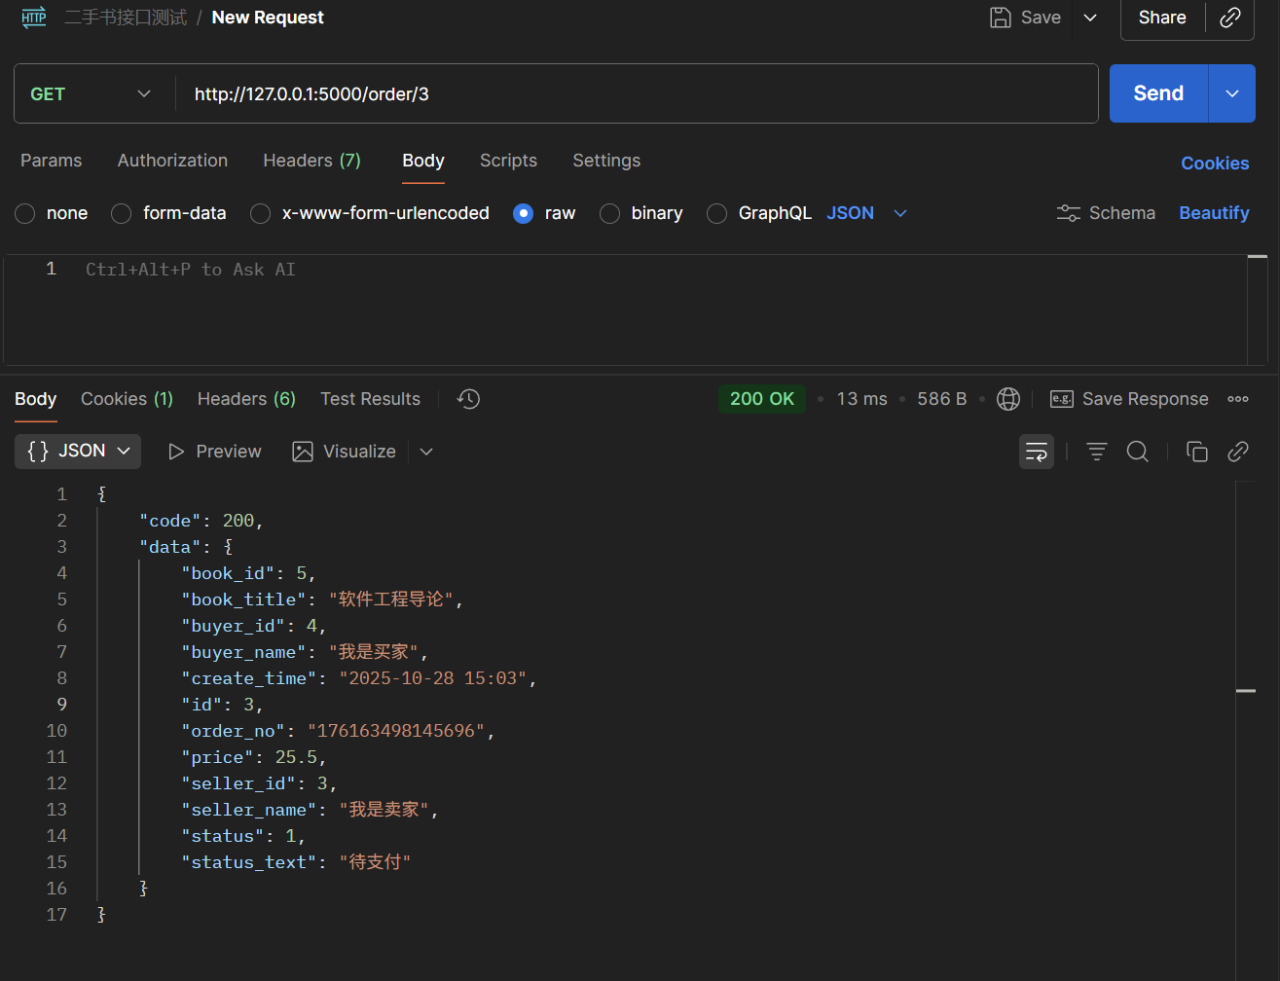 HTTP 二手书接口测试 / New Request Save Share
GET http://127.0.0.1:5000/order/3 Send
Params Authorization Headers (7) Body Scripts Settings Cookies
none form-data x-www-form-urlencoded raw binary GraphQL JSON Schema Beautify
1 Ctrl+Alt+P to Ask AI
Body Cookies (1) Headers (6) Test Results 200 OK • 13 ms • 586 B • e.g. Save Response
{} JSON Preview Visualize
1 {
2 "code": 200,
3 "data": {
4 "book_id": 5,
5 "book_title": "软件工程导论",
6 "buyer_id": 4,
7 "buyer_name": "我是买家",
8 "create_time": "2025-10-28 15:03",
9 "id": 3,
10 "order_no": "176163498145696",
11 "price": 25.5,
12 "seller_id": 3,
13 "seller_name": "我是卖家",
14 "status": 1,
15 "status_text": "待支付"
16 }
17 }